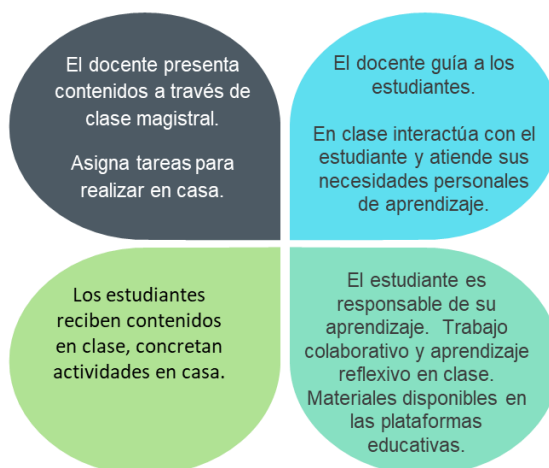 El docente presenta
contenidos a través de
clase magistral.
Asigna tareas para
realizar en casa.
El docente guía a los
estudiantes.
En clase interactúa con el
estudiante y atiende sus
necesidades personales
de aprendizaje.
Los estudiantes
reciben contenidos
en clase, concretan
actividades en casa.
El estudiante es
responsable de su
aprendizaje. Trabajo
colaborativo y aprendizaje
reflexivo en clase.
Materiales disponibles en
las plataformas
educativas.